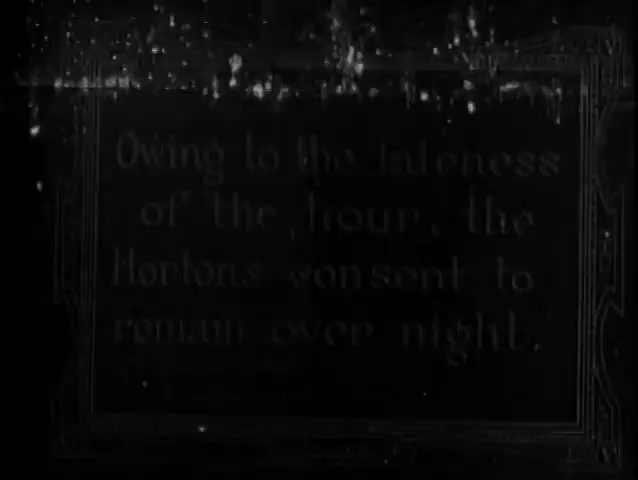 Owing to the lateness
of the hour, the
Hortons consent to
remain over night.